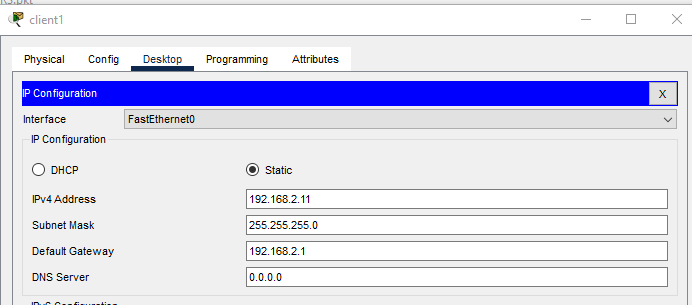 client1
Physical Config Desktop Programming Attributes
IP Configuration X
Interface FastEthernet0
IP Configuration
DHCP Static
IPv4 Address 192.168.2.11
Subnet Mask 255.255.255.0
Default Gateway 192.168.2.1
DNS Server 0.0.0.0
IPv6 Configuration